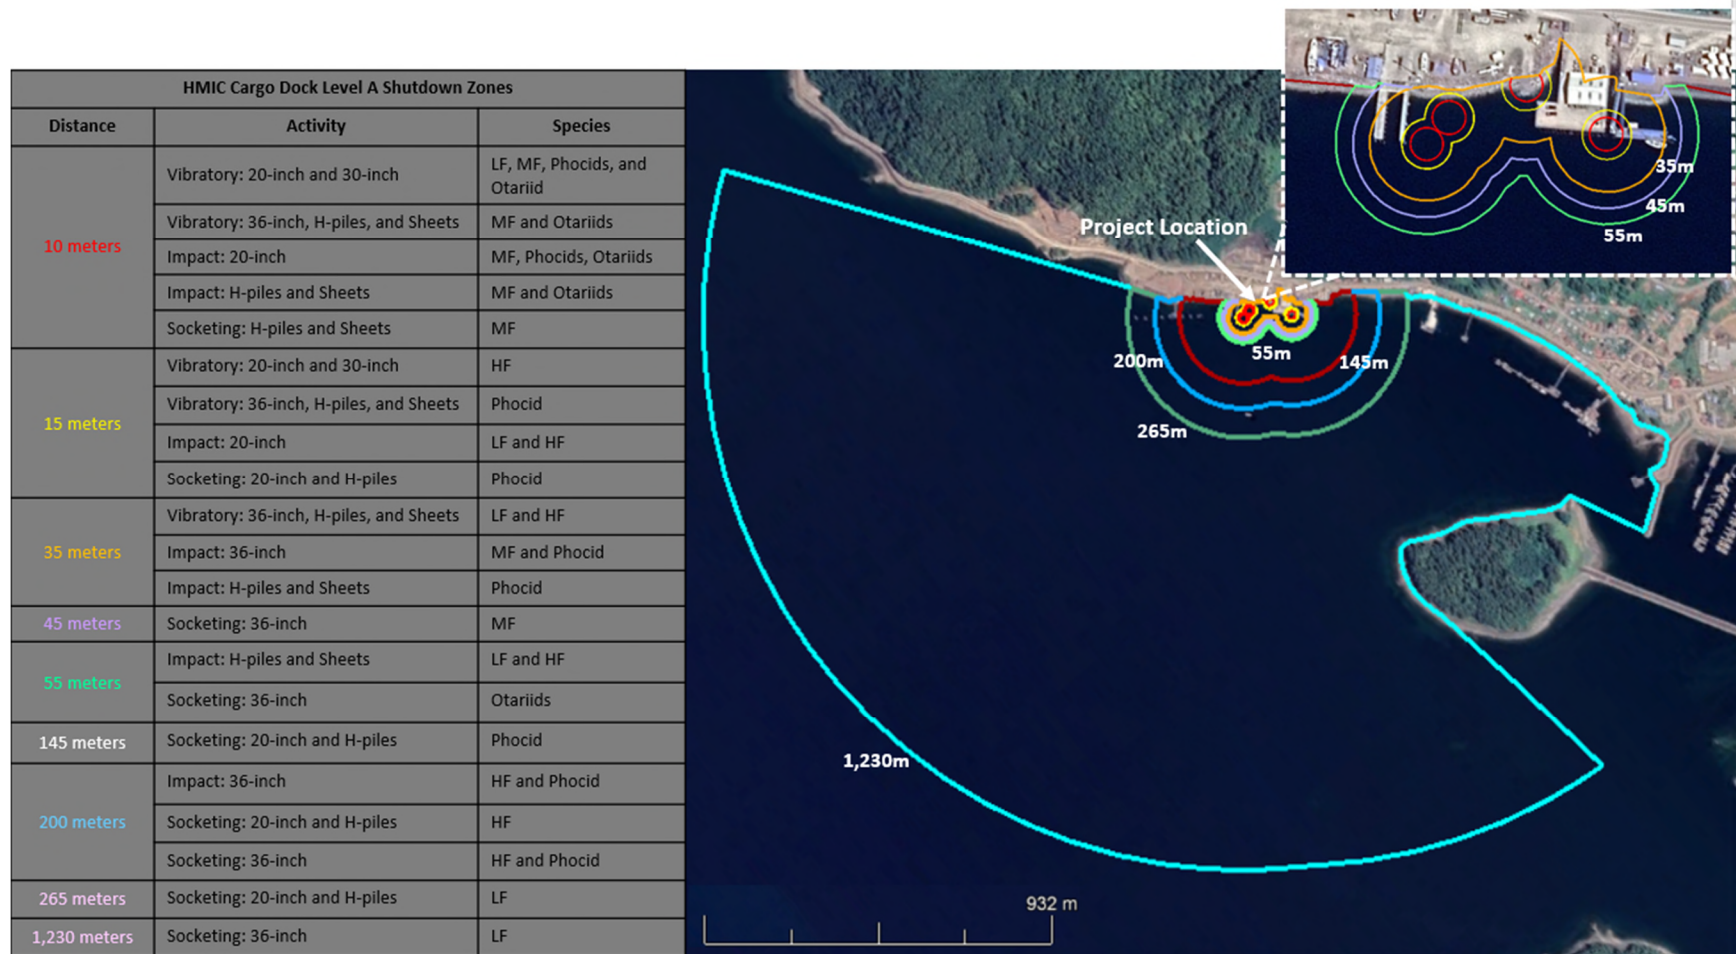 HMIC Cargo Dock Level A Shutdown Zones
Distance Activity Species
10 meters
Vibratory: 20-inch and 30-inch LF, MF, Phocids, and
Otariid
Vibratory: 36-inch, H-piles, and Sheets MF and Otariids
Impact: 20-inch MF, Phocids, Otariids
Impact: H-piles and Sheets MF and Otariids
Socketing: H-piles and Sheets MF
15 meters
Vibratory: 20-inch and 30-inch HF
Vibratory: 36-inch, H-piles, and Sheets Phocid
Impact: 20-inch LF and HF
Socketing: 20-inch and H-piles Phocid
35 meters
Vibratory: 36-inch, H-piles, and Sheets LF and HF
Impact: 36-inch MF and Phocid
Impact: H-piles and Sheets Phocid
45 meters Socketing: 36-inch MF
55 meters
Impact: H-piles and Sheets LF and HF
Socketing: 36-inch Otariids
145 meters Socketing: 20-inch and H-piles Phocid
200 meters
Impact: 36-inch HF and Phocid
Socketing: 20-inch and H-piles HF
Socketing: 36-inch HF and Phocid
265 meters Socketing: 20-inch and H-piles LF
1,230 meters Socketing: 36-inch LF
35m
45m
55m
Project Location
55m
200m
145m
265m
1,230m
932 m